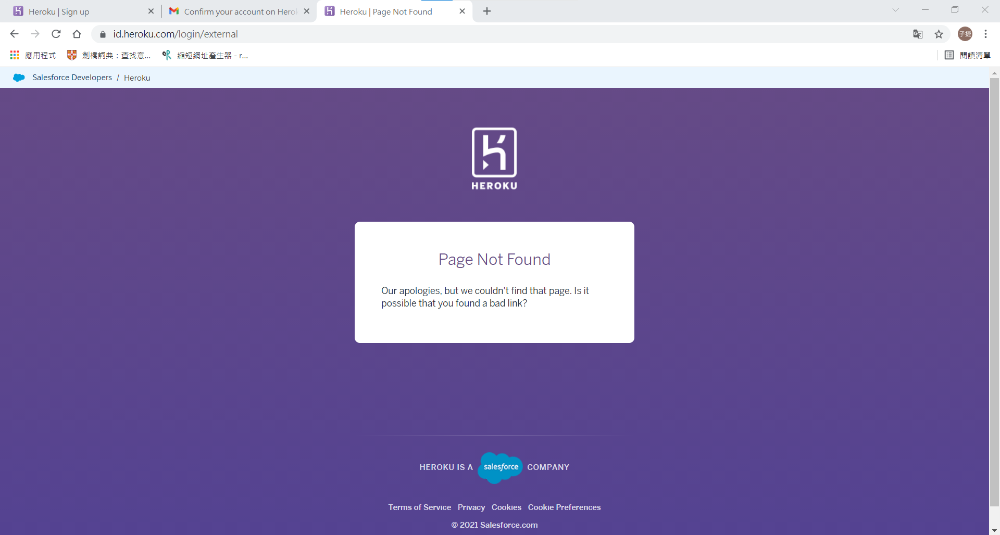 Heroku | Sign up
Confirm your account on Hero
Heroku | Page Not Found
id.heroku.com/login/external
子捷
應用程式
劍橋詞典：查找意...
縮短網址產生器 - r...
閱讀清單
Salesforce Developers / Heroku
HEROKU
Page Not Found
Our apologies, but we couldn't find that page. Is it
possible that you found a bad link?
HEROKU IS A salesforce COMPANY
Terms of Service Privacy Cookies Cookie Preferences
© 2021 Salesforce.com